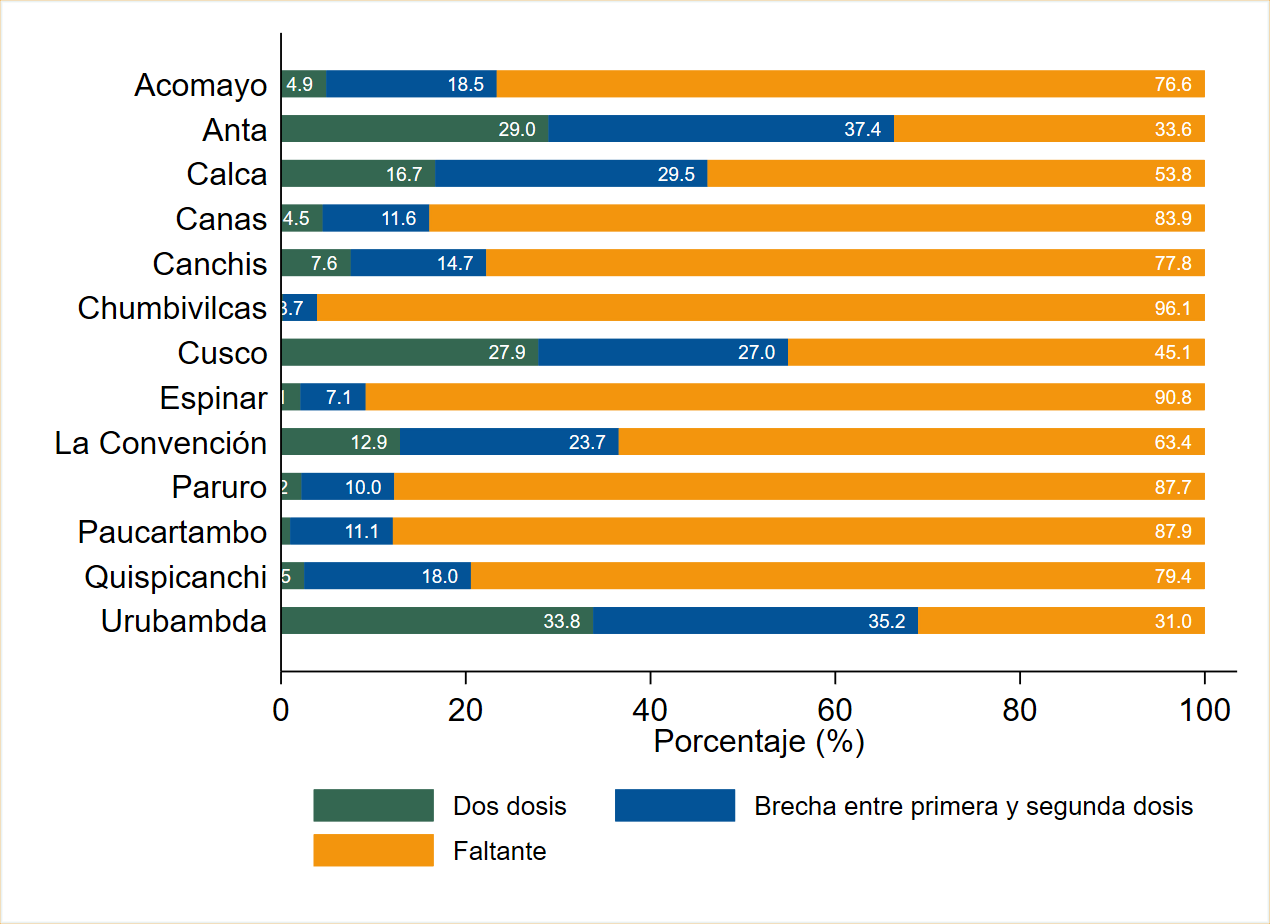 Acomayo 4.9 18.5 76.6
Anta 29.0 37.4 33.6
Calca 16.7 29.5 53.8
Canas 4.5 11.6 83.9
Canchis 7.6 14.7 77.8
Chumbivilcas 3.7 96.1
Cusco 27.9 27.0 45.1
Espinar 7.1 90.8
La Convención 12.9 23.7 63.4
Paruro 2 10.0 87.7
Paucartambo 11.1 87.9
Quispicanchi 5 18.0 79.4
Urubambda 33.8 35.2 31.0
0 20 40 60 80 100
Porcentaje (%)
Dos dosis Brecha entre primera y segunda dosis
Faltante